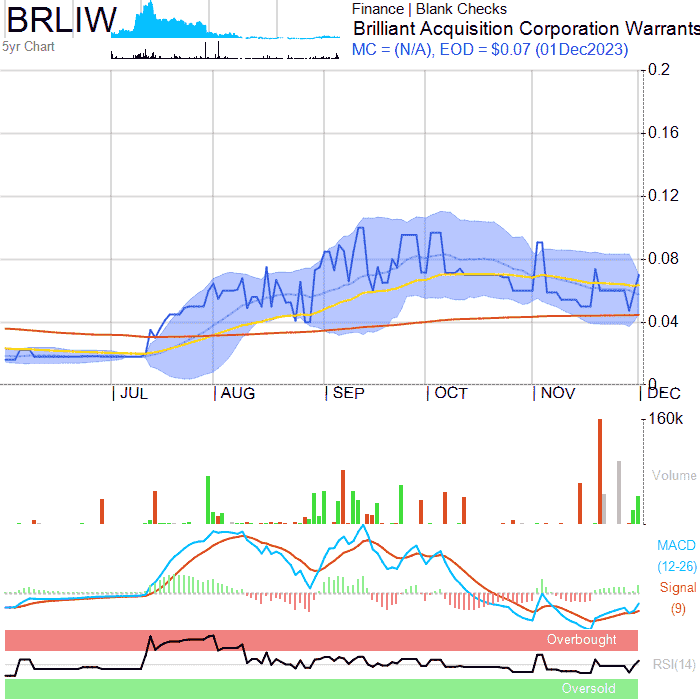 BRLIW
5yr Chart
Finance | Blank Checks
Brilliant Acquisition Corporation Warrants
MC = (N/A), EOD = $0.07 (01Dec2023)
0.2
0.16
0.12
0.08
0.04
0
JUL AUG SEP OCT NOV DEC
160k
Volume
MACD
(12-26)
Signal
(9)
Overbought
RSI(14)
Oversold